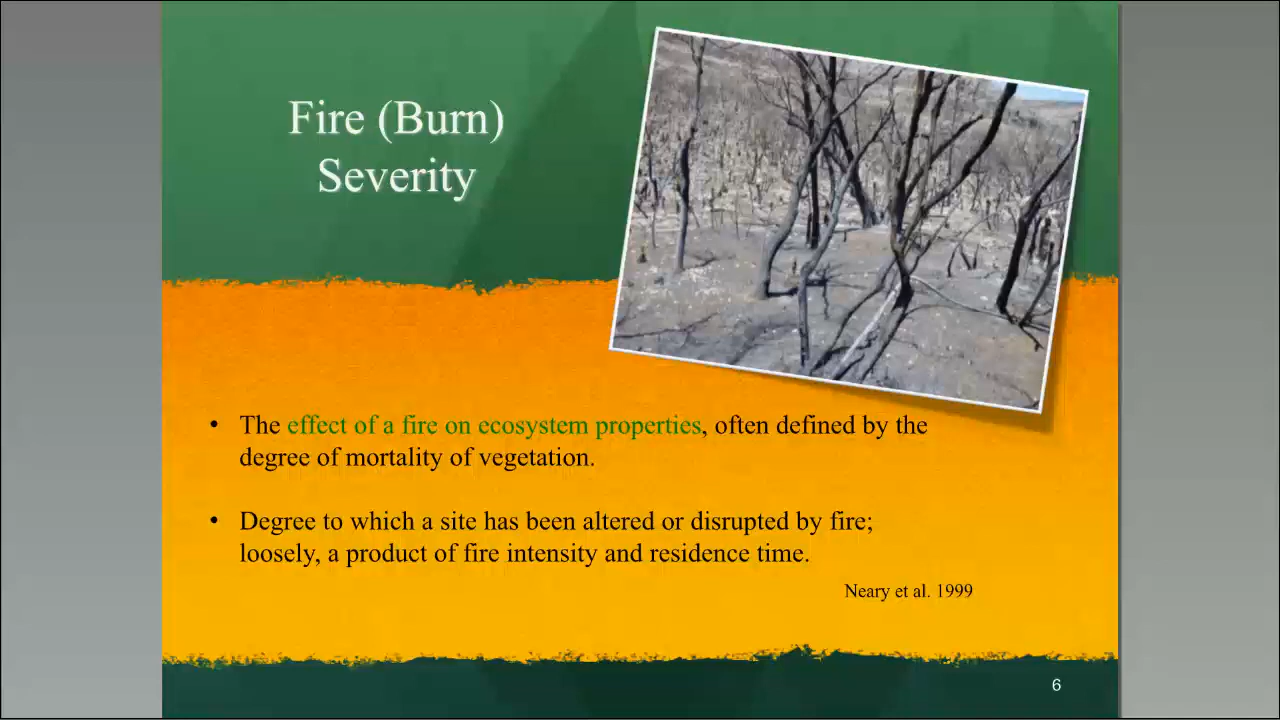 Fire (Burn)
Severity
• The effect of a fire on ecosystem properties, often defined by the
degree of mortality of vegetation.
• Degree to which a site has been altered or disrupted by fire;
loosely, a product of fire intensity and residence time.
Neary et al. 1999
6